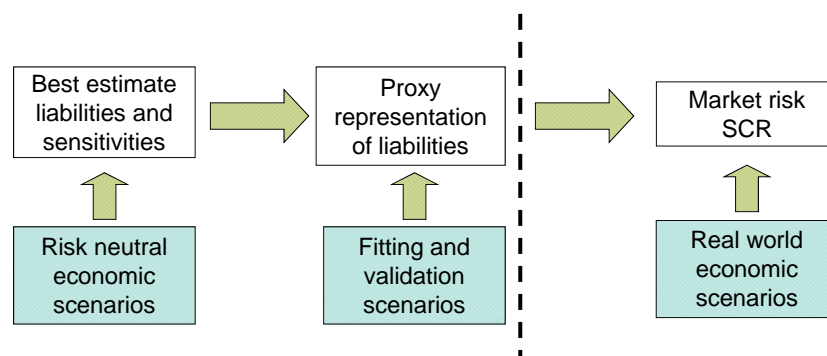 Best estimate
liabilities and
sensitivities
Proxy
representation
of liabilities
Market risk
SCR
Risk neutral
economic
scenarios
Fitting and
validation
scenarios
Real world
economic
scenarios